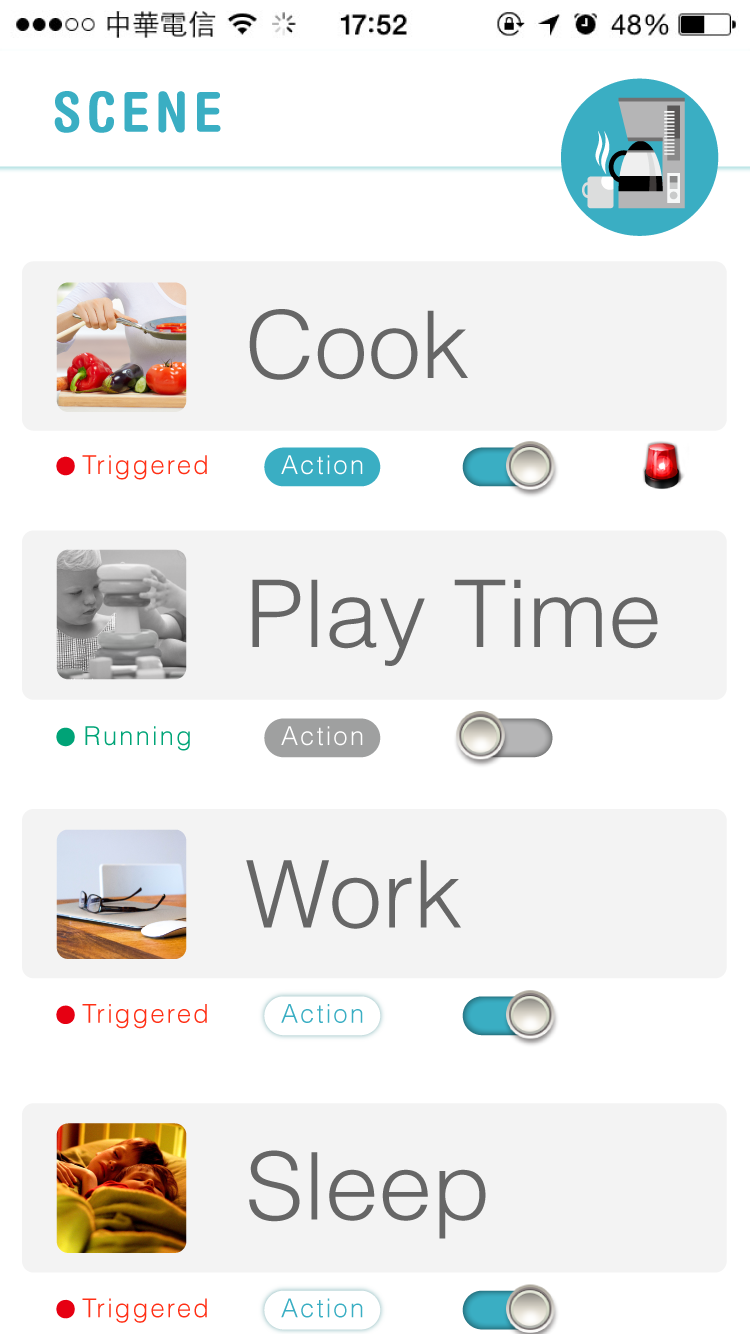 中華電信 17:52 48%
SCENE
Cook
Triggered Action
Play Time
Running Action
Work
Triggered Action
Sleep
Triggered Action